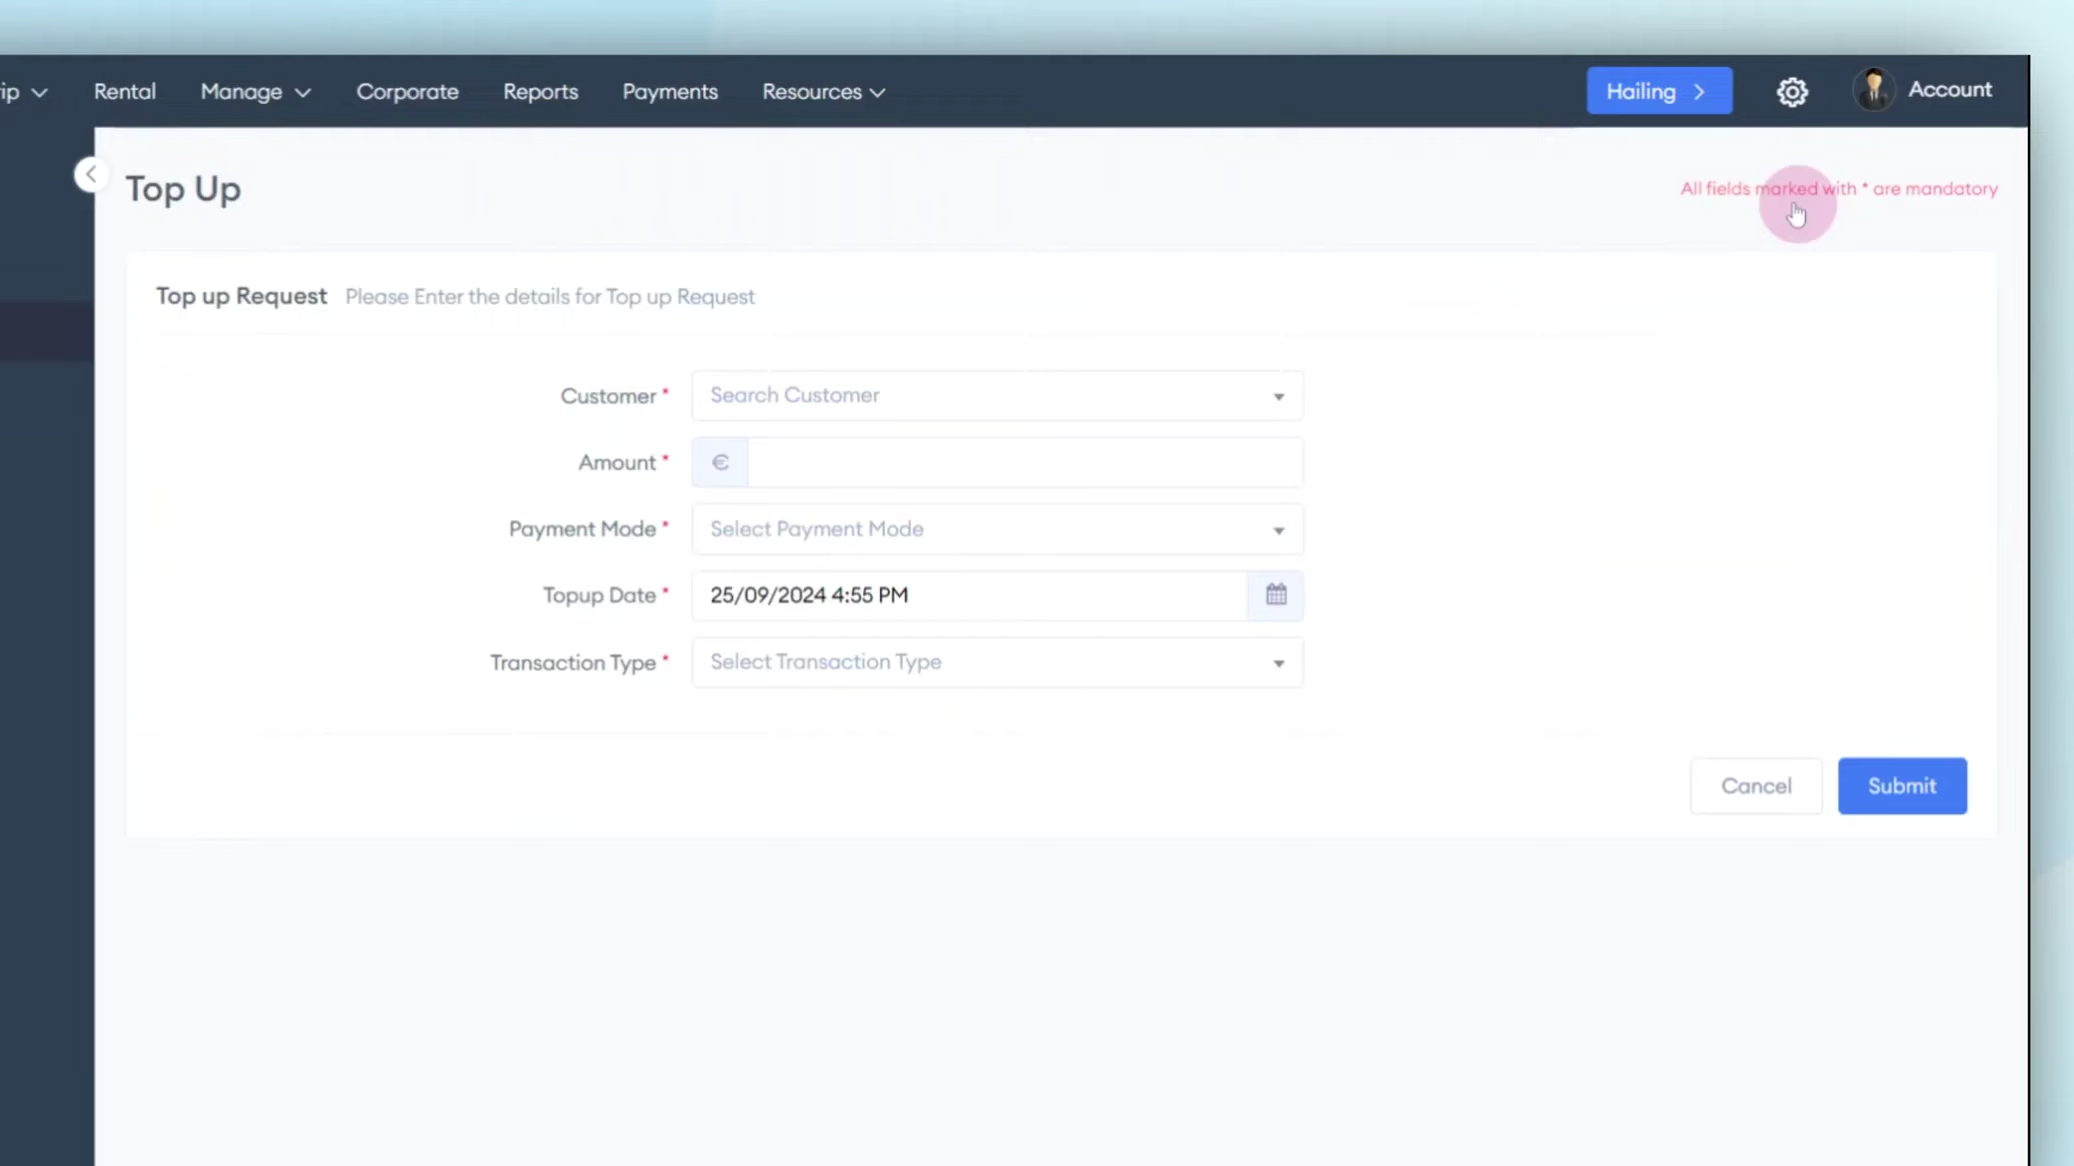 ip Rental Manage Corporate Reports Payments Resources Hailing Account
Top Up All fields marked with * are mandatory
Top up Request Please Enter the details for Top up Request
Customer * Search Customer
Amount * €
Payment Mode * Select Payment Mode
Topup Date * 25/09/2024 4:55 PM
Transaction Type * Select Transaction Type
Cancel Submit